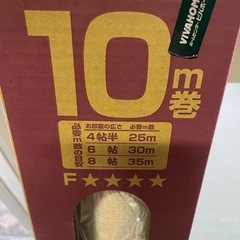 VIVAHOME
10m巻
必要m数の目安
お部屋の広さ 必要m数
4帖半 25m
6帖 30m
8帖 35m
F★★★★